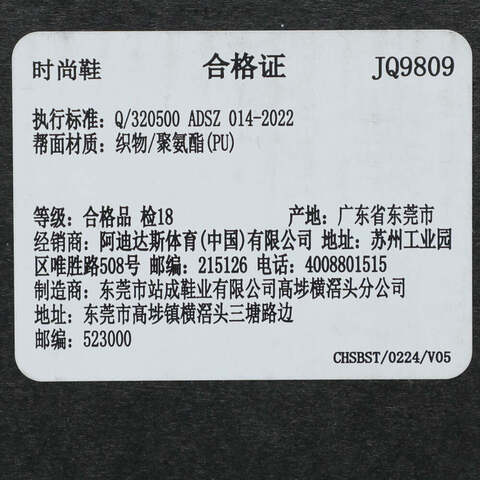 时尚鞋 合格证 JQ9809
执行标准: Q/320500 ADSZ 014-2022
帮面材质: 织物/聚氨酯(PU)
等级: 合格品 检18 产地: 广东省东莞市
经销商: 阿迪达斯体育(中国)有限公司 地址: 苏州工业园
区唯胜路508号 邮编: 215126 电话: 4008801515
制造商: 东莞市站成鞋业有限公司高埗横滘头分公司
地址: 东莞市高埗镇横滘头三塘路边
邮编: 523000
CHSBST/0224/V05